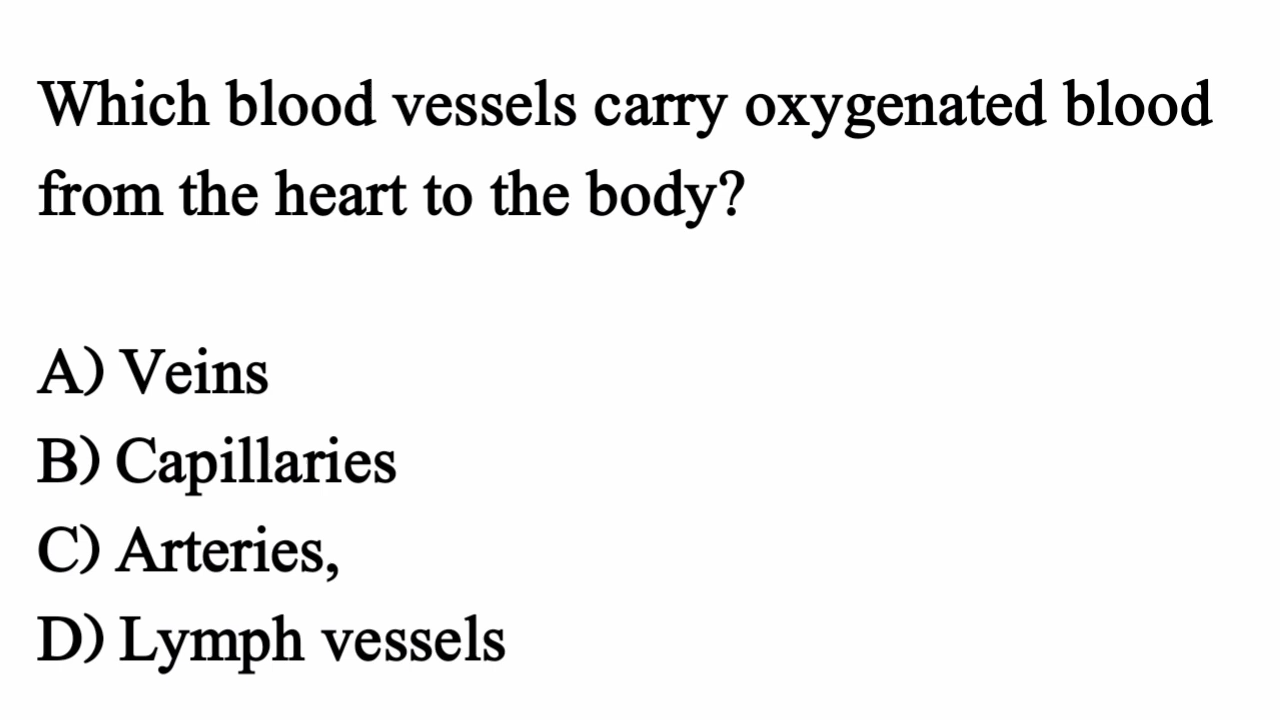 Which blood vessels carry oxygenated blood
from the heart to the body?
A) Veins
B) Capillaries
C) Arteries,
D) Lymph vessels